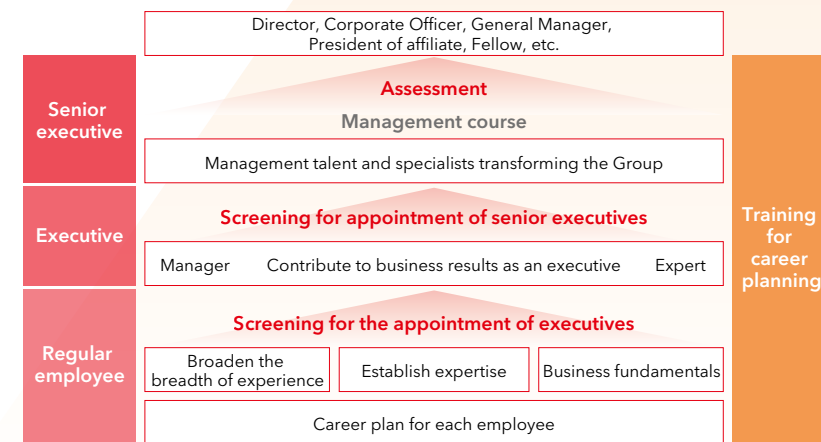 Director, Corporate Officer, General Manager,
President of affiliate, Fellow, etc.
Senior
executive
Assessment
Management course
Management talent and specialists transforming the Group
Executive
Screening for appointment of senior executives
Manager Contribute to business results as an executive Expert
Regular
employee
Screening for the appointment of executives
Broaden the
breadth of experience
Establish expertise
Business fundamentals
Career plan for each employee
Training
for
career
planning